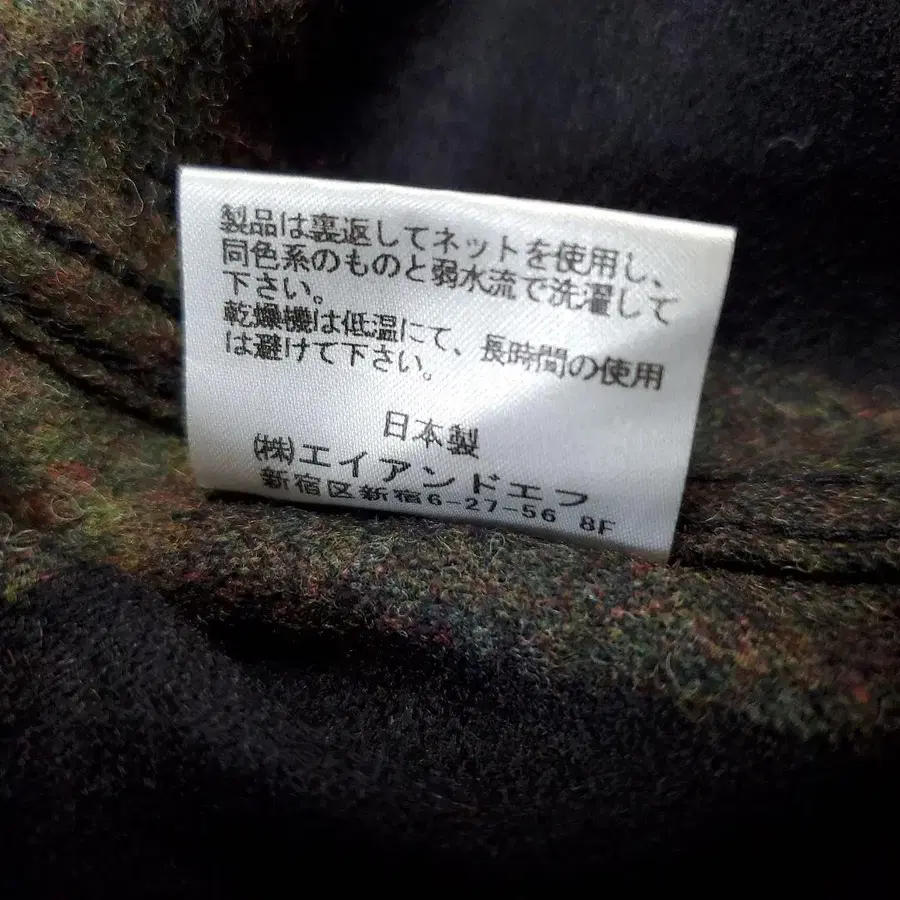 製品は裏返してネットを使用し、
同色系のものと弱水流で洗濯して
下さい。
乾燥機は低温にて、長時間の使用
は避けて下さい。
日本製
㈱エイアンドエフ
新宿区新宿6-27-56 8F